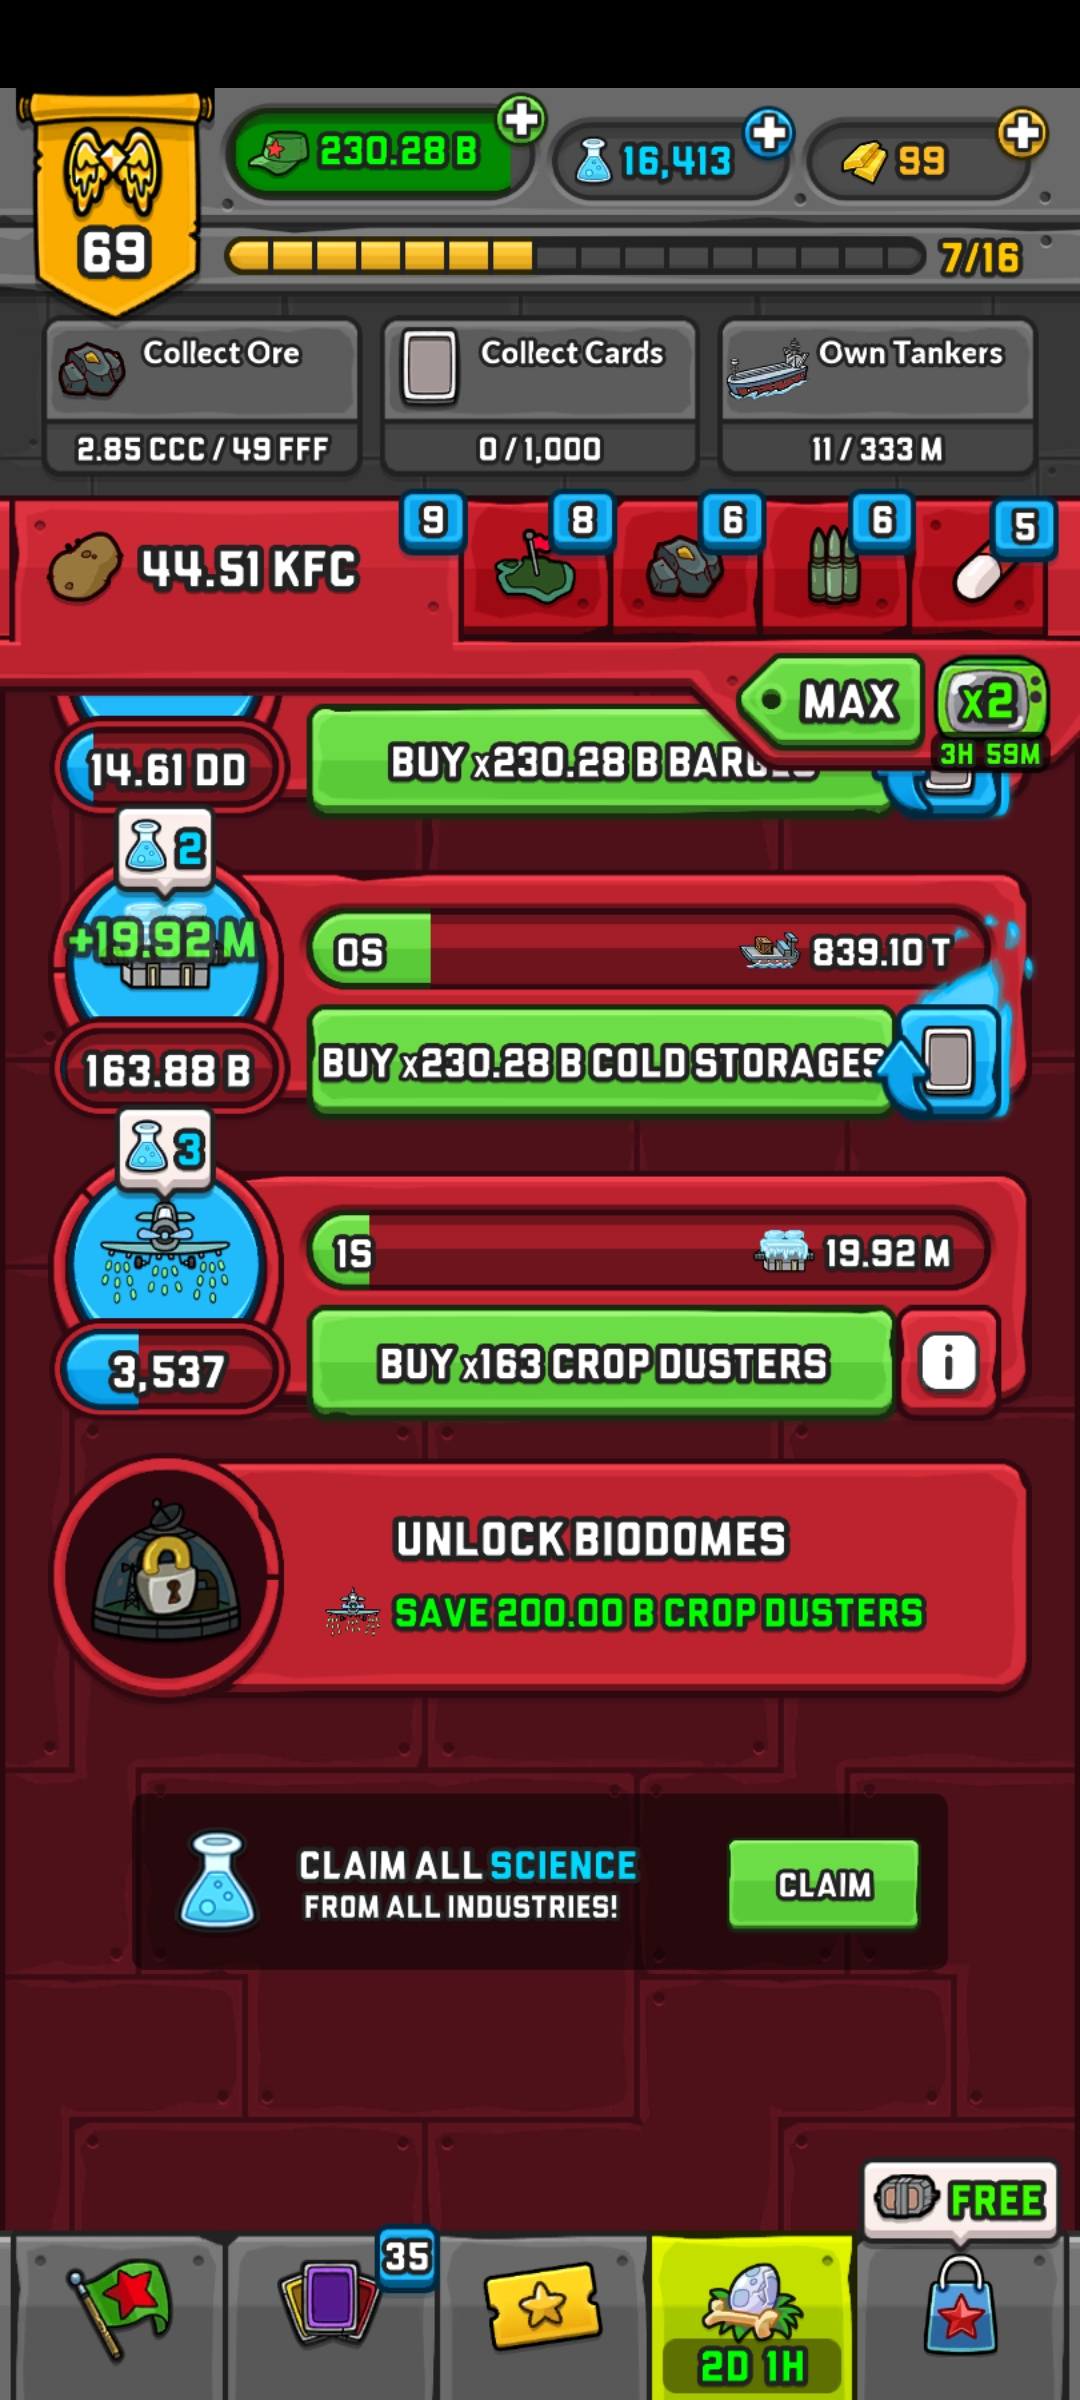 69
230.28 B
16,413
99
7/16
Collect Ore
2.85 CCC / 49 FFF
Collect Cards
0 / 1,000
Own Tankers
11 / 333 M
44.51 KFC
9
8
6
6
5
MAX
x2
3H 59M
14.61 DD
BUY x230.28 B
2
+19.92 M
0S
839.10 T
163.88 B
BUY x230.28 B COLD STORAGES
3
1S
19.92 M
3,537
BUY x163 CROP DUSTERS
i
UNLOCK BIODOMES
SAVE 200.00 B CROP DUSTERS
CLAIM ALL SCIENCE
FROM ALL INDUSTRIES!
CLAIM
FREE
35
2D 1H